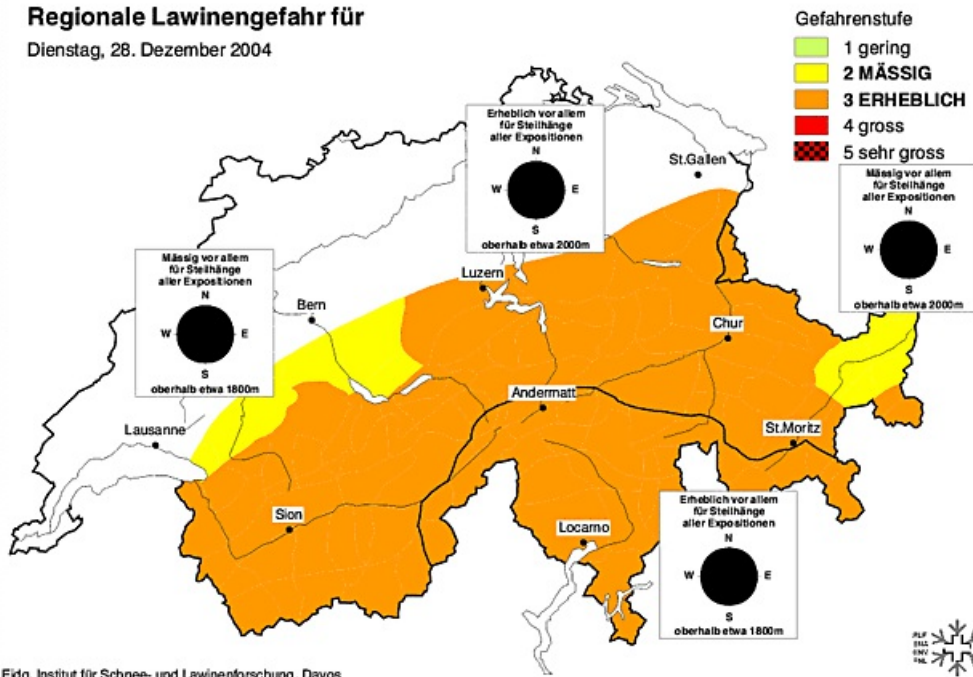 Regionale Lawinengefahr für
Dienstag, 28. Dezember 2004
Gefahrenstufe
1 gering
2 MÄSSIG
3 ERHEBLICH
4 gross
5 sehr gross
Erheblich vor allem
für Steilhänge
aller Expositionen
N
W E
S
oberhalb etwa 2000m
St.Gallen
Mässig vor allem
für Steilhänge
aller Expositionen
N
W E
S
oberhalb etwa 2000m
Mässig vor allem
für Steilhänge
aller Expositionen
N
W E
S
oberhalb etwa 1800m
Luzern
Bern
Chur
Andermatt
Lausanne
St.Moritz
Sion
Locarno
Erheblich vor allem
für Steilhänge
aller Expositionen
N
W E
S
oberhalb etwa 1800m
SLF
Eidg. Institut für Schnee- und Lawinenforschung, Davos